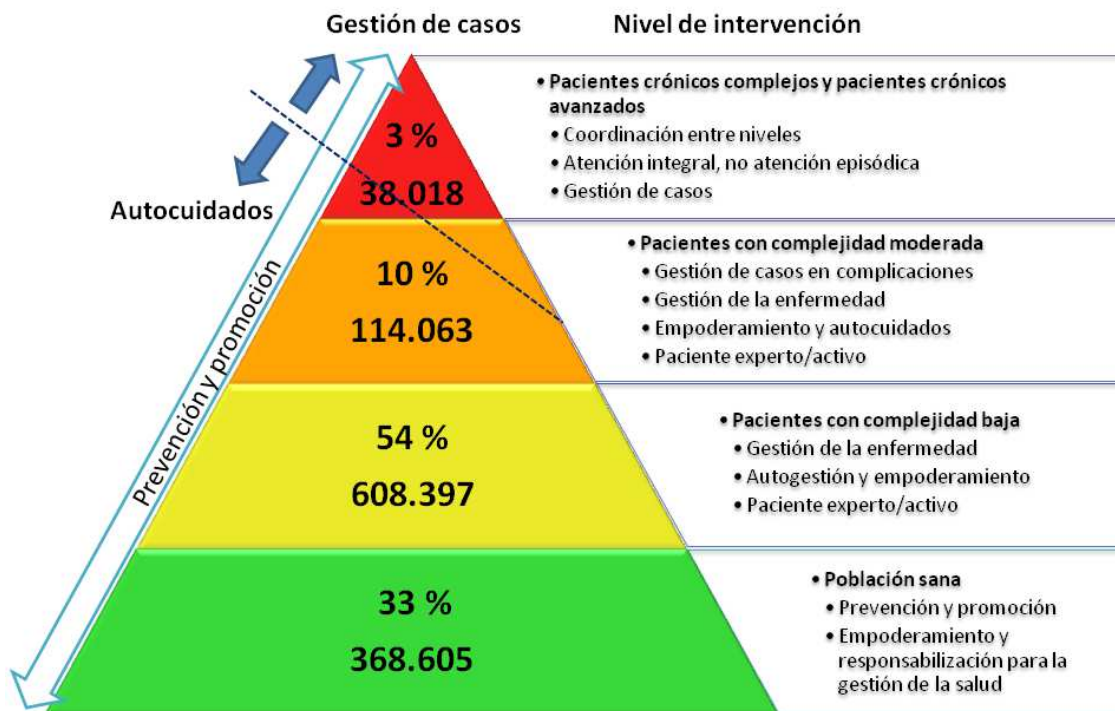 Gestión de casos
Nivel de intervención
Autocuidados
Prevención y promoción
3 %
38.018
• Pacientes crónicos complejos y pacientes crónicos
avanzados
• Coordinación entre niveles
• Atención integral, no atención episódica
• Gestión de casos
10 %
114.063
• Pacientes con complejidad moderada
• Gestión de casos en complicaciones
• Gestión de la enfermedad
• Empoderamiento y autocuidados
• Paciente experto/activo
54 %
608.397
• Pacientes con complejidad baja
• Gestión de la enfermedad
• Autogestión y empoderamiento
• Paciente experto/activo
33 %
368.605
• Población sana
• Prevención y promoción
• Empoderamiento y
responsabilización para la
gestión de la salud